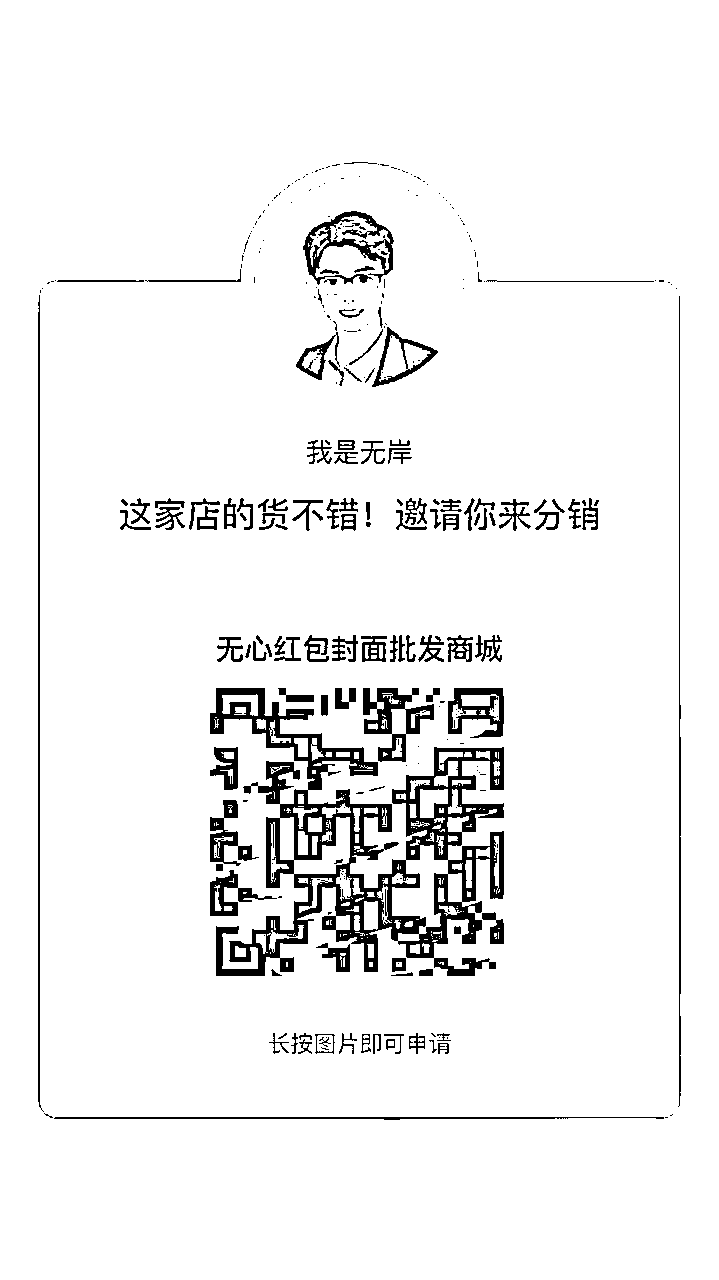 我是无岸
这家店的货不错！邀请你来分销
无心红包封面批发商城
长按图片即可申请